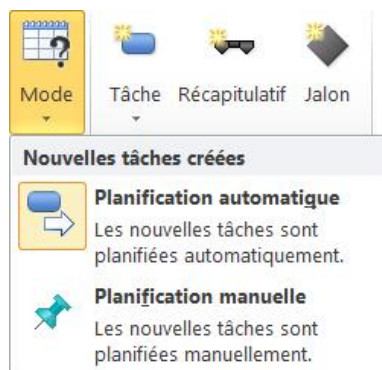 Mode Tâche Récapitulatif Jalon
Nouvelles tâches créées
Planification automatique
Les nouvelles tâches sont
planifiées automatiquement.
Planification manuelle
Les nouvelles tâches sont
planifiées manuellement.